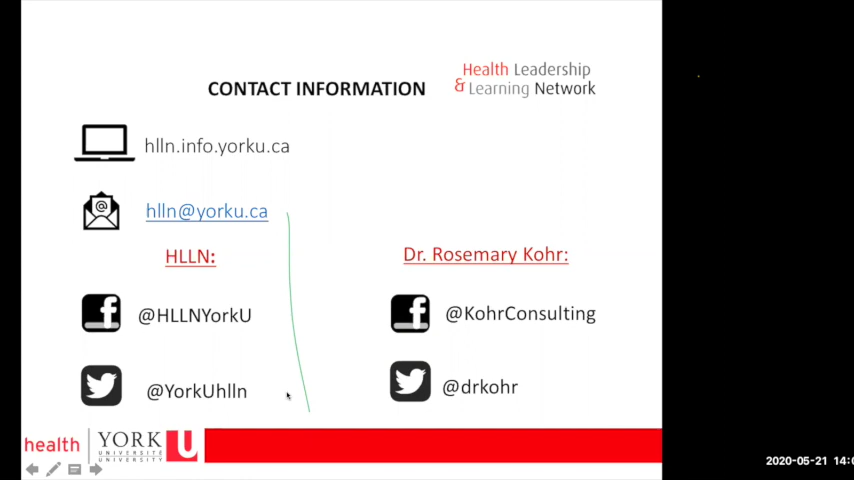 Health Leadership
& Learning Network
CONTACT INFORMATION
hlln.info.yorku.ca
@
hlln@yorku.ca
HLLN:
Dr. Rosemary Kohr:
f @HLLNYorkU
f @KohrConsulting
@YorkUhlln
@drkohr
health
YORK U
UNIVERSITÉ
UNIVERSITY
2020-05-21 14:0